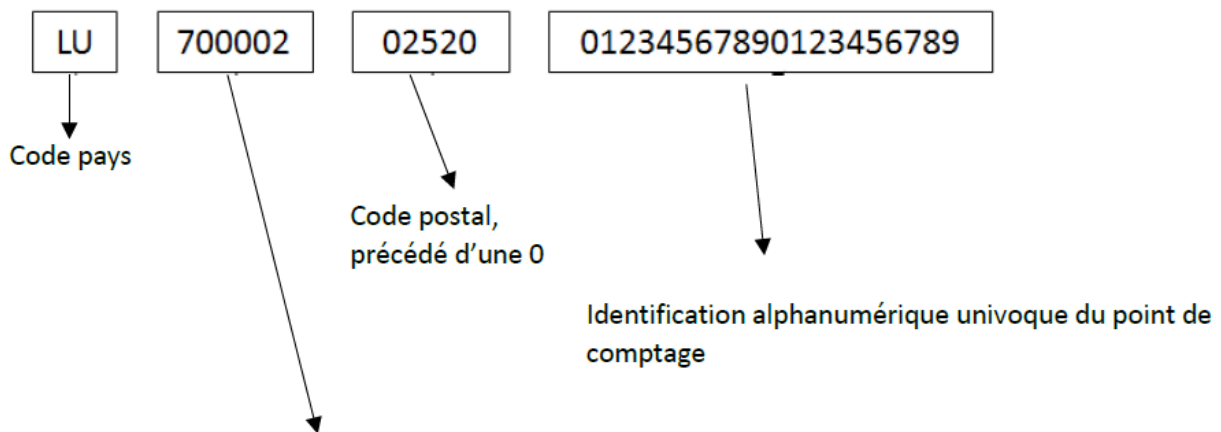 LU 700002 02520 01234567890123456789
Code pays
Code postal,
précédé d'une 0
Identification alphanumérique univoque du point de
comptage